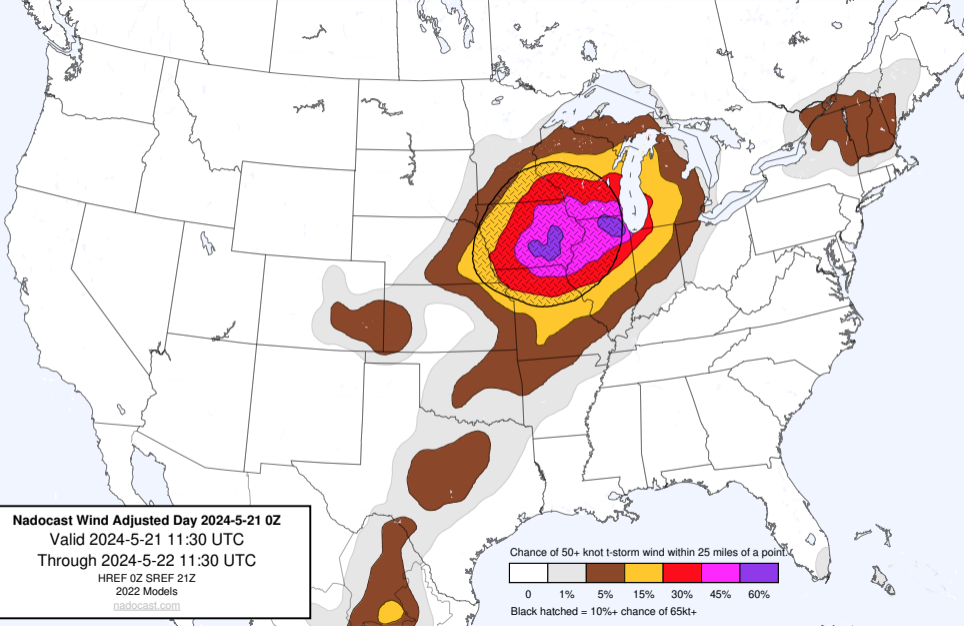 Nadocast Wind Adjusted Day 2024-5-21 0Z
Valid 2024-5-21 11:30 UTC
Through 2024-5-22 11:30 UTC
HREF 0Z SREF 21Z
2022 Models
nadocast.com
Chance of 50+ knot t-storm wind within 25 miles of a point.
0 1% 5% 15% 30% 45% 60%
Black hatched = 10%+ chance of 65kt+